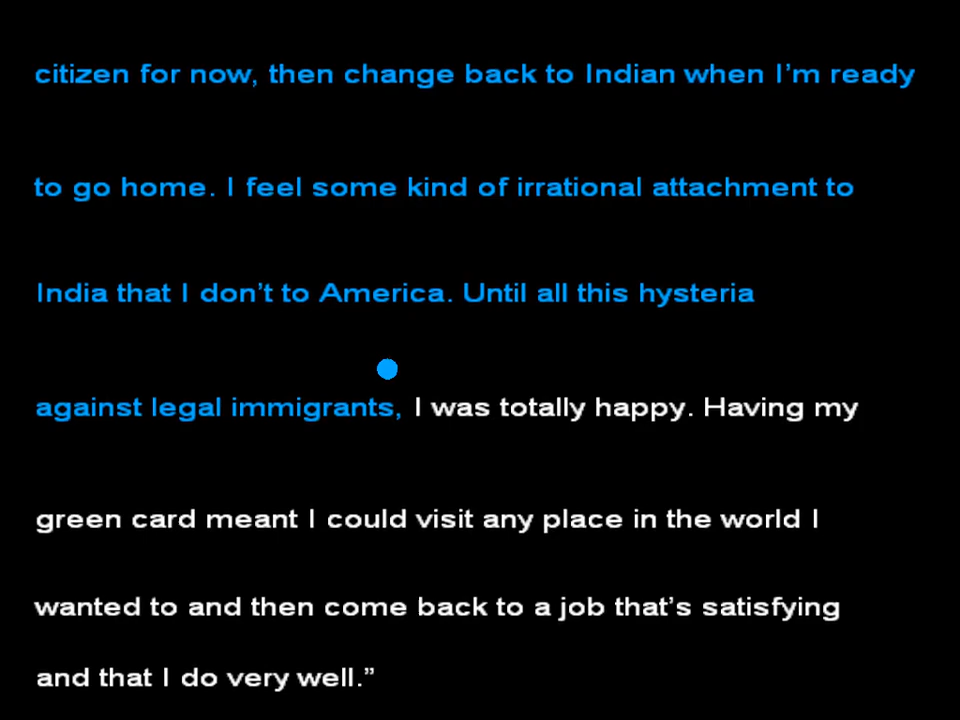 citizen for now, then change back to Indian when I’m ready
to go home. I feel some kind of irrational attachment to
India that I don’t to America. Until all this hysteria
against legal immigrants, I was totally happy. Having my
green card meant I could visit any place in the world I
wanted to and then come back to a job that’s satisfying
and that I do very well.”